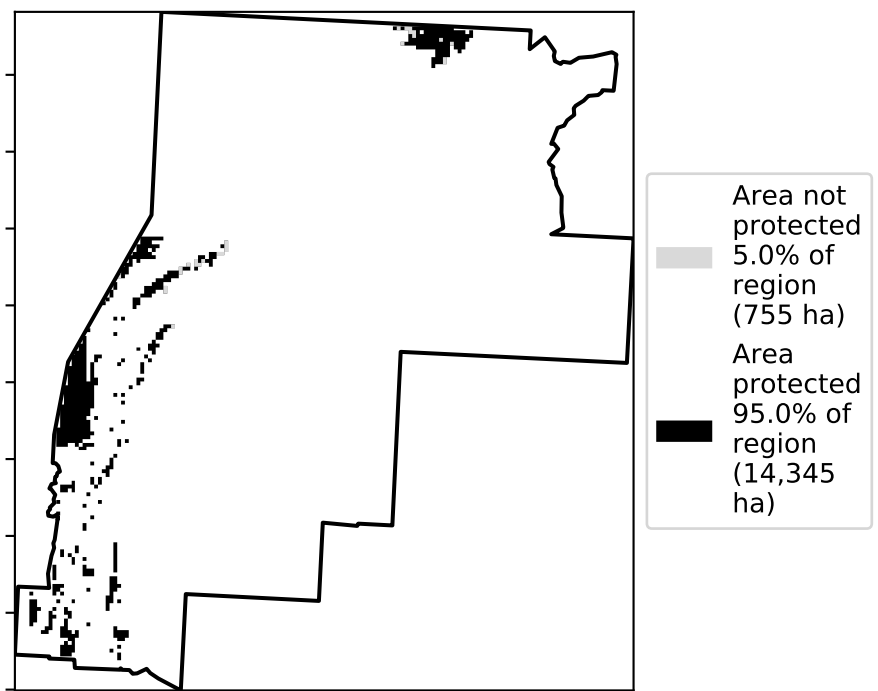 Area not
protected
5.0% of
region
(755 ha)
Area
protected
95.0% of
region
(14,345
ha)